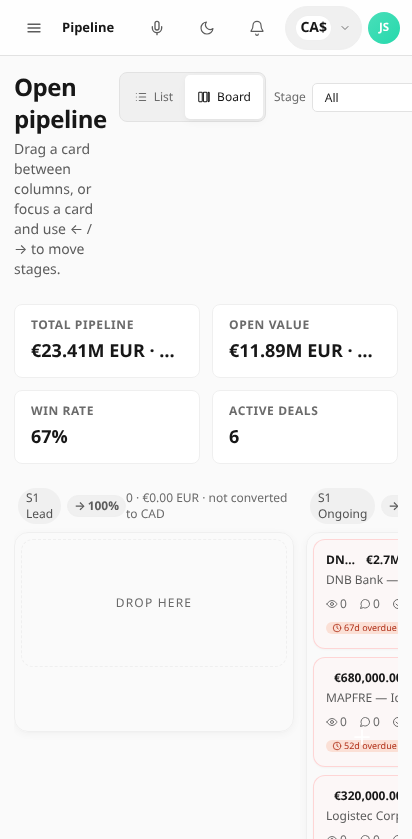 Pipeline CA$ JS
Open
pipeline
List Board Stage All
Drag a card
between
columns, or
focus a card
and use ← /
→ to move
stages.
TOTAL PIPELINE
€23.41M EUR · ...
OPEN VALUE
€11.89M EUR · ...
WIN RATE
67%
ACTIVE DEALS
6
S1
Lead
→ 100%
0 · €0.00 EUR · not converted
to CAD
DROP HERE
S1
Ongoing
→
DN... €2.7M
DNB Bank —
0 0
67d overdue
€680,000.00
MAPFRE — Ic
0 0
52d overdue
€320,000.00
Logistec Corp
0 0